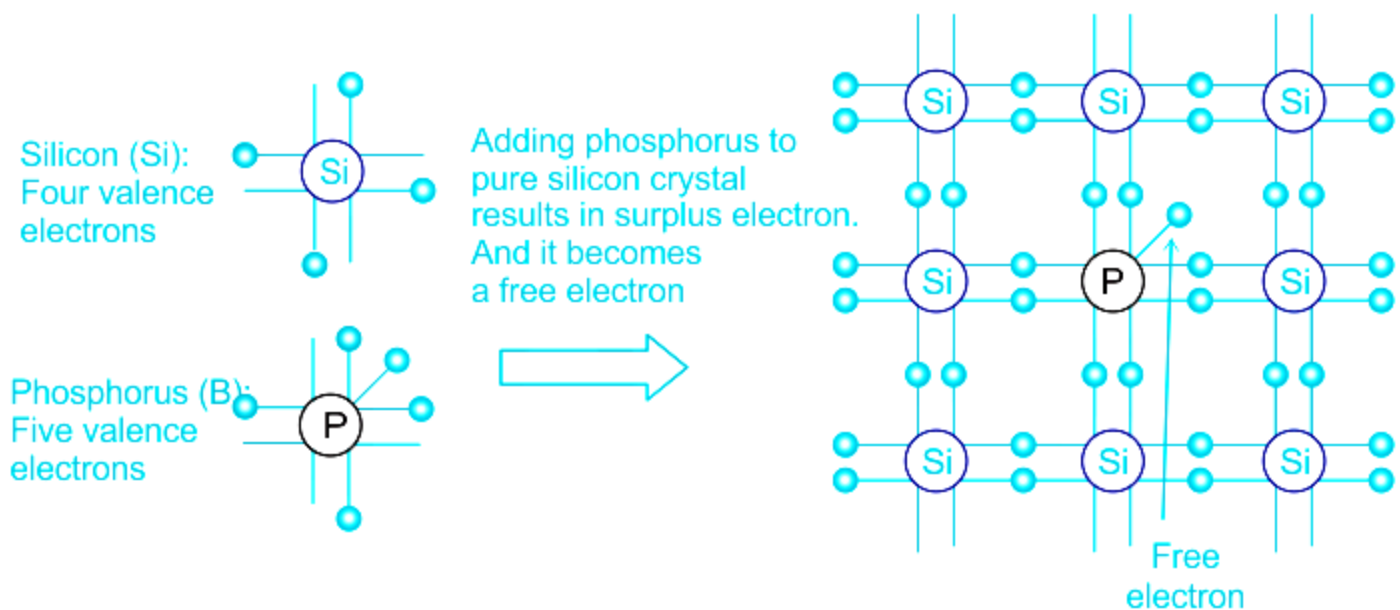 Silicon (Si):
Four valence
electrons
Si
Phosphorus (B):
Five valence
electrons
P
Adding phosphorus to
pure silicon crystal
results in surplus electron.
And it becomes
a free electron
Si Si Si
Si P Si
Si Si Si
Free
electron